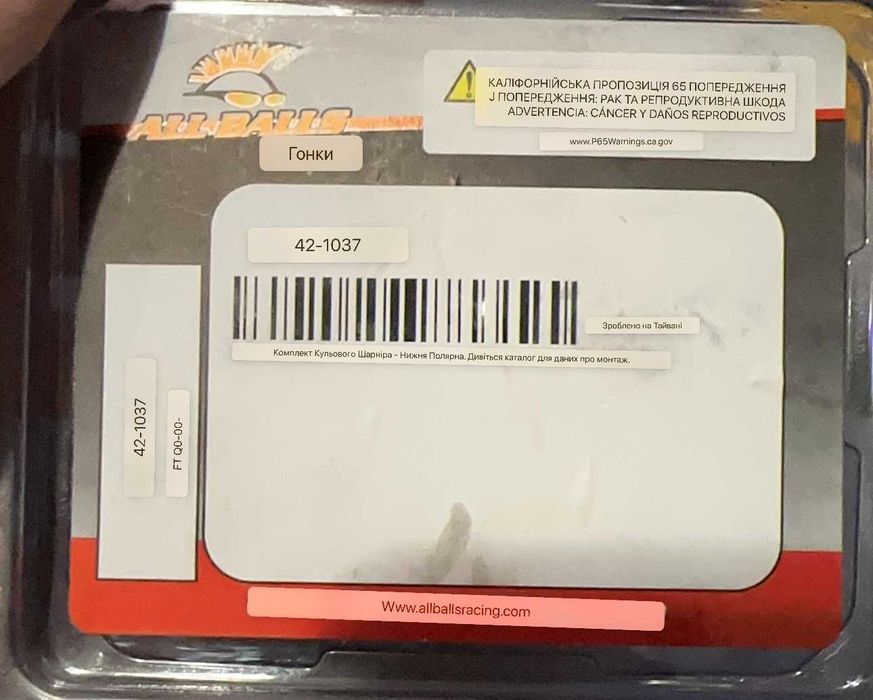 ALL BALLS
Гонки
КАЛІФОРНІЙСЬКА ПРОПОЗИЦІЯ 65 ПОПЕРЕДЖЕННЯ
J ПОПЕРЕДЖЕННЯ: РАК ТА РЕПРОДУКТИВНА ШКОДА
ADVERTENCIA: CÁNCER Y DAÑOS REPRODUCTIVOS
www.P65Warnings.ca.gov
42-1037
Зроблено на Тайвані
Комплект Кульового Шарніра - Нижня Полярна. Дивіться каталог для даних про монтаж.
42-1037
FT Q0-00-
Www.allballsracing.com